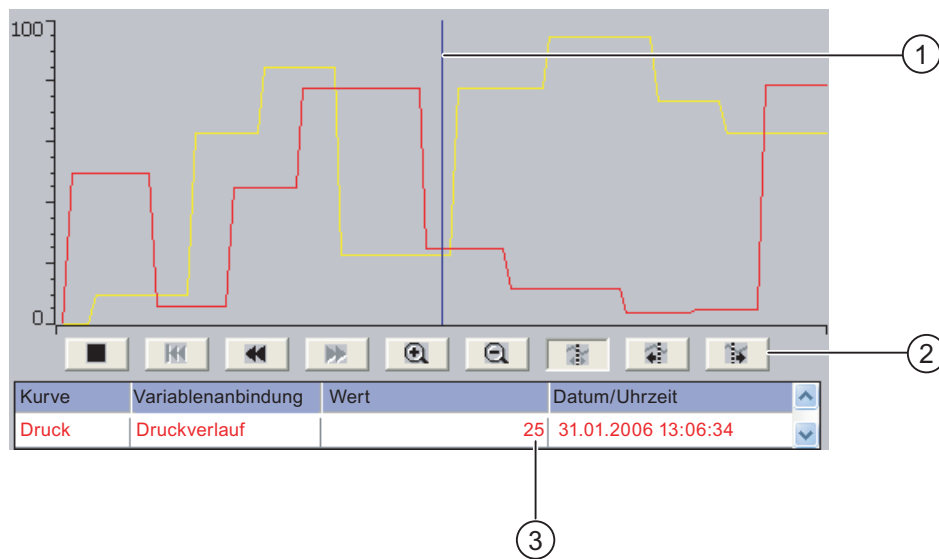 100
1
0
2
Kurve Variablenanbindung Wert Datum/Uhrzeit
Druck Druckverlauf 25 31.01.2006 13:06:34
3